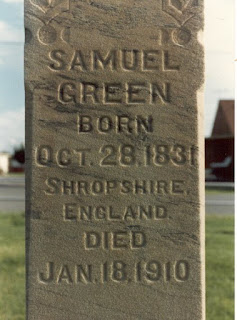 SAMUEL
GREEN
BORN
OCT. 28, 1831
SHROPSHIRE,
ENGLAND.
DIED
JAN. 18, 1910